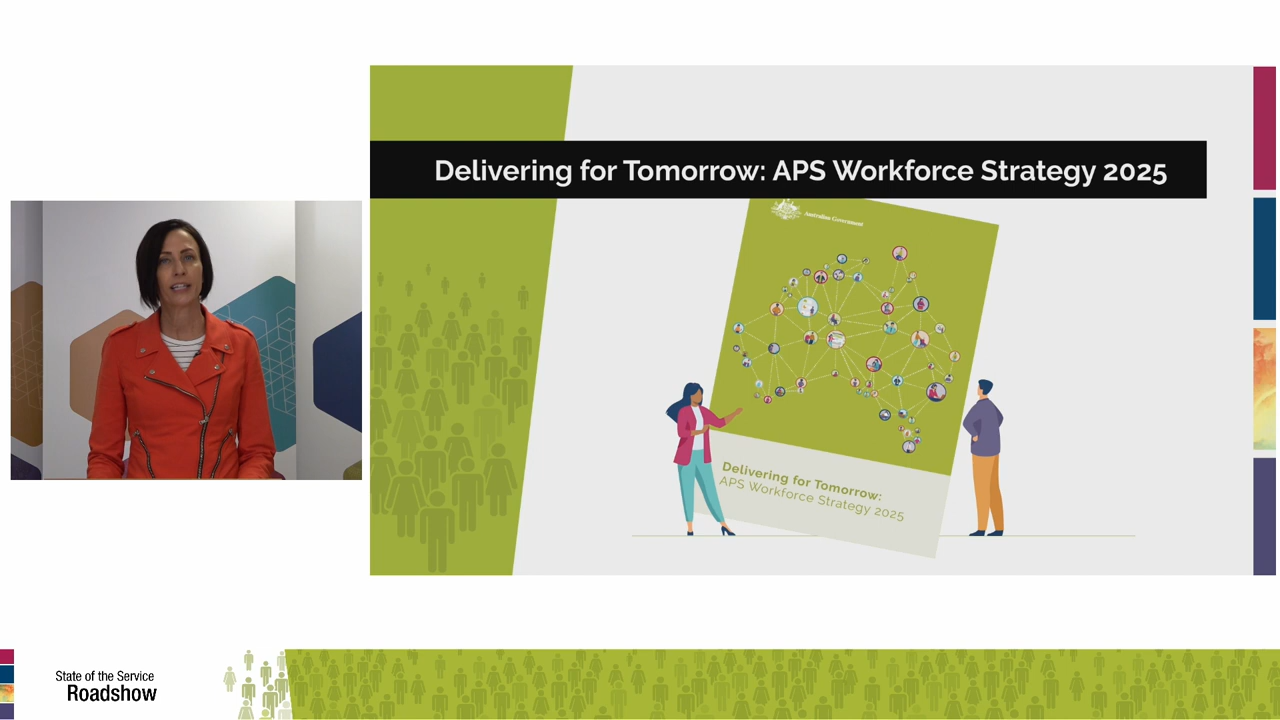 Delivering for Tomorrow: APS Workforce Strategy 2025
Australian Government
Delivering for Tomorrow:
APS Workforce Strategy 2025
State of the Service
Roadshow